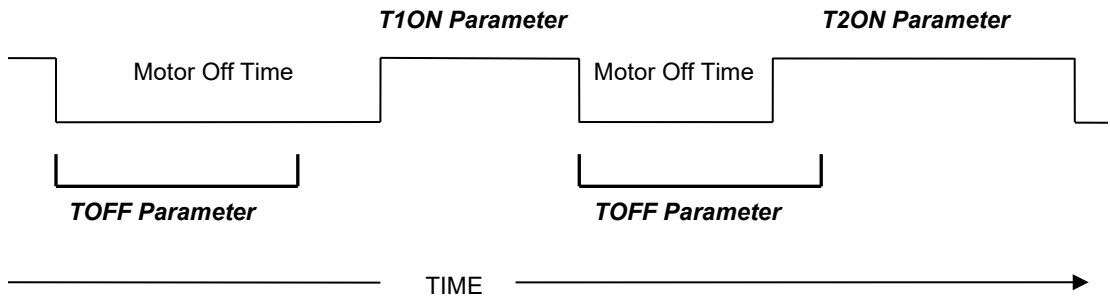 T1ON Parameter
T2ON Parameter
Motor Off Time
Motor Off Time
TOFF Parameter
TOFF Parameter
TIME